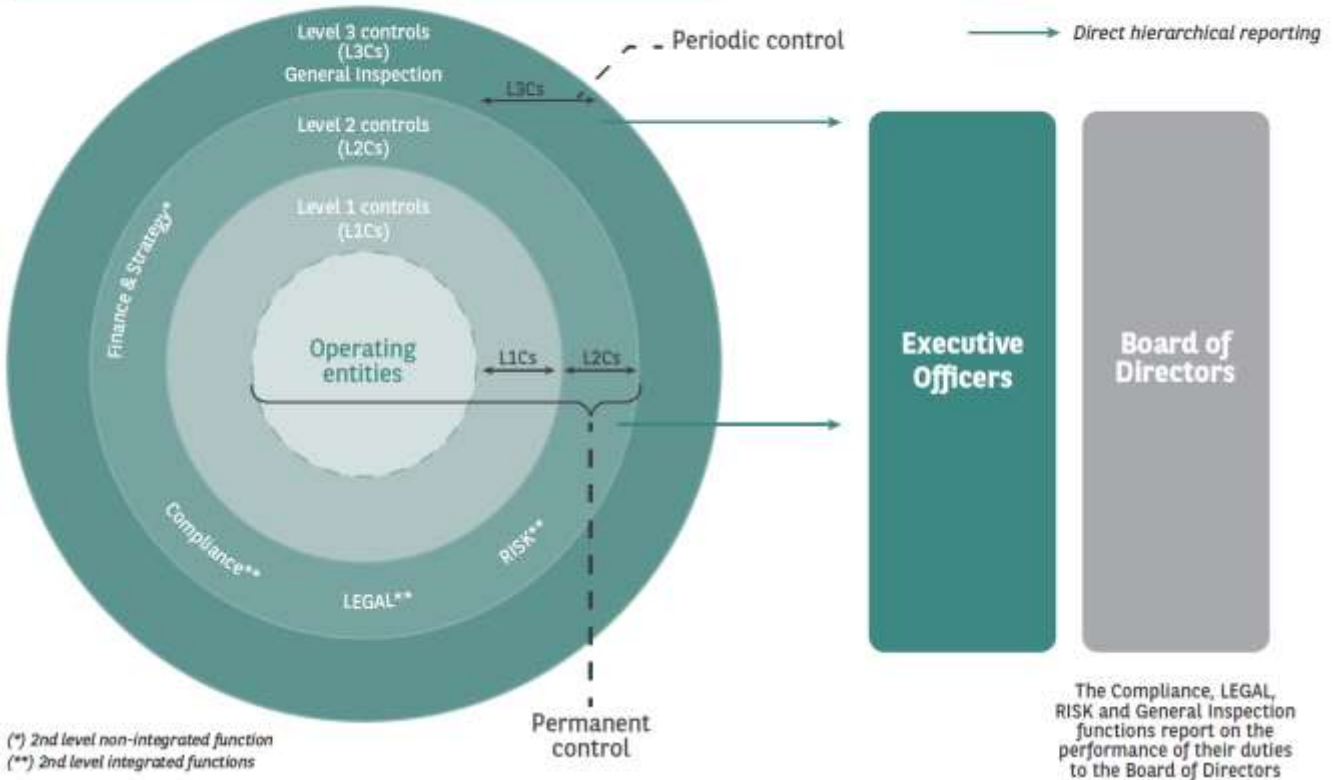 Level 3 controls
(L3Cs)
General Inspection
L3Cs
Periodic control
Direct hierarchical reporting
Level 2 controls
(L2Cs)
Level 1 controls
(L1Cs)
Finance & Strategy*
Operating
entities
L1Cs
L2Cs
Compliance**
LEGAL**
RISK**
Permanent
control
Executive
Officers
Board of
Directors
The Compliance, LEGAL,
RISK and General Inspection
functions report on the
performance of their duties
to the Board of Directors
(*) 2nd level non-integrated function
(**) 2nd level integrated functions